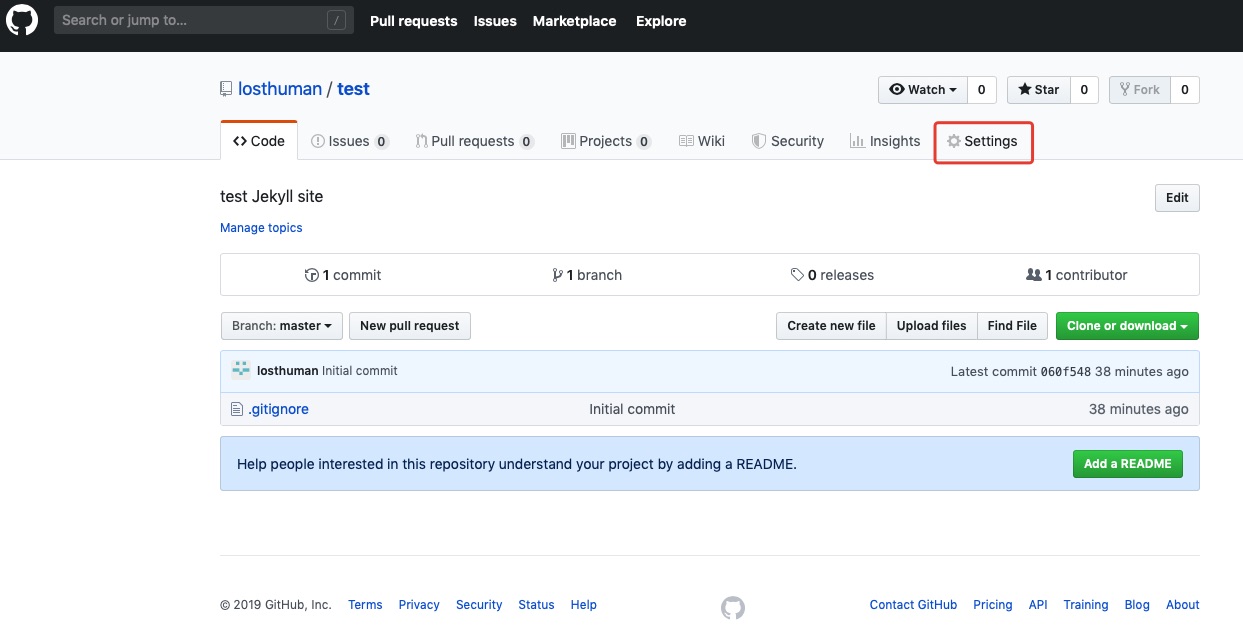 Search or jump to... / Pull requests Issues Marketplace Explore
losthuman / test Watch 0 Star 0 Fork 0
Code Issues 0 Pull requests 0 Projects 0 Wiki Security Insights Settings
test Jekyll site Edit
Manage topics
1 commit 1 branch 0 releases 1 contributor
Branch: master New pull request Create new file Upload files Find File Clone or download
losthuman Initial commit Latest commit 060f548 38 minutes ago
.gitignore Initial commit 38 minutes ago
Help people interested in this repository understand your project by adding a README. Add a README
© 2019 GitHub, Inc. Terms Privacy Security Status Help Contact GitHub Pricing API Training Blog About